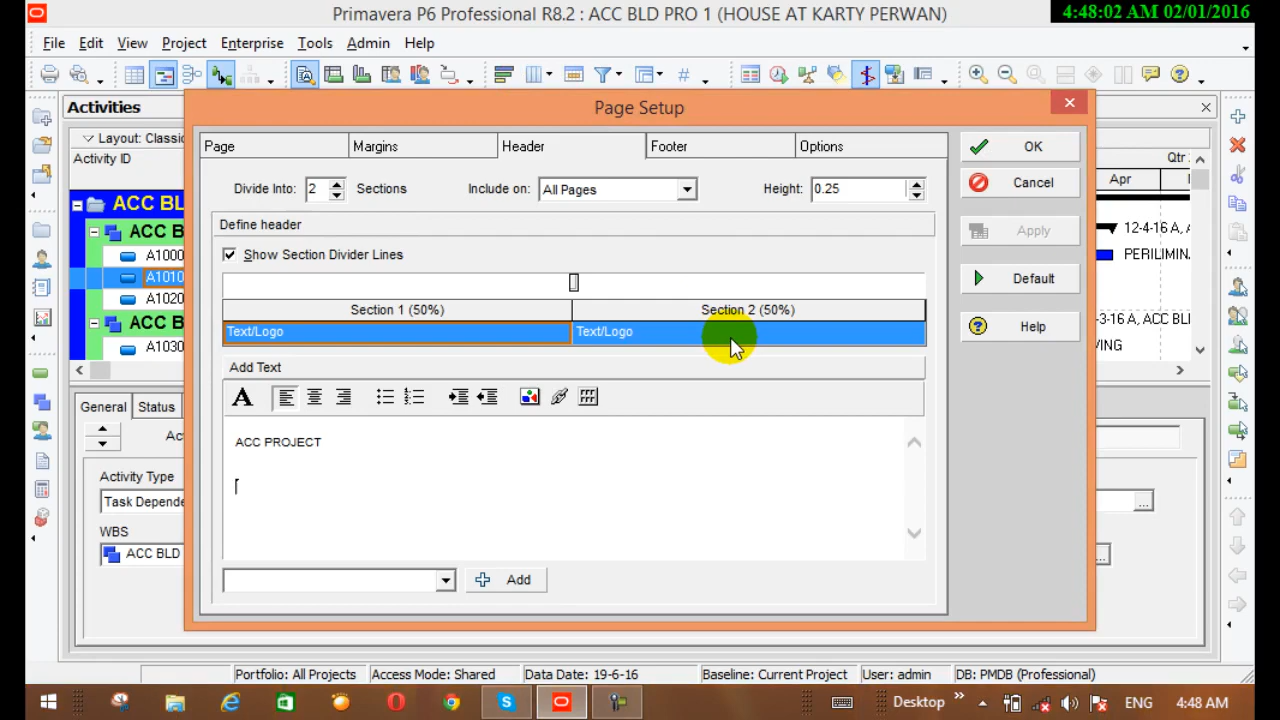 Primavera P6 Professional R8.2 : ACC BLD PRO 1 (HOUSE AT KARTY PERWAN)
4:48:02 AM 02/01/2016
File Edit View Project Enterprise Tools Admin Help
Activities
Page Setup
Layout: Classic
Activity ID
Qtr
Apr
ACC BL
ACC B
A1000
A1010
A1020
ACC B
A1030
12-4-16 A, A
PERILIMIN
-3-16 A, ACC BLI
VING
Page Margins Header Footer Options
Divide Into: 2 Sections Include on: All Pages Height: 0.25
Define header
Show Section Divider Lines
Section 1 (50%) Section 2 (50%)
Text/Logo Text/Logo
Add Text
ACC PROJECT
Add
OK
Cancel
Apply
Default
Help
General Status
Ac
Activity Type
Task Depende
WBS
ACC BLD
Portfolio: All Projects Access Mode: Shared Data Date: 19-6-16 Baseline: Current Project User: admin DB: PMDB (Professional)
Desktop ENG 4:48 AM